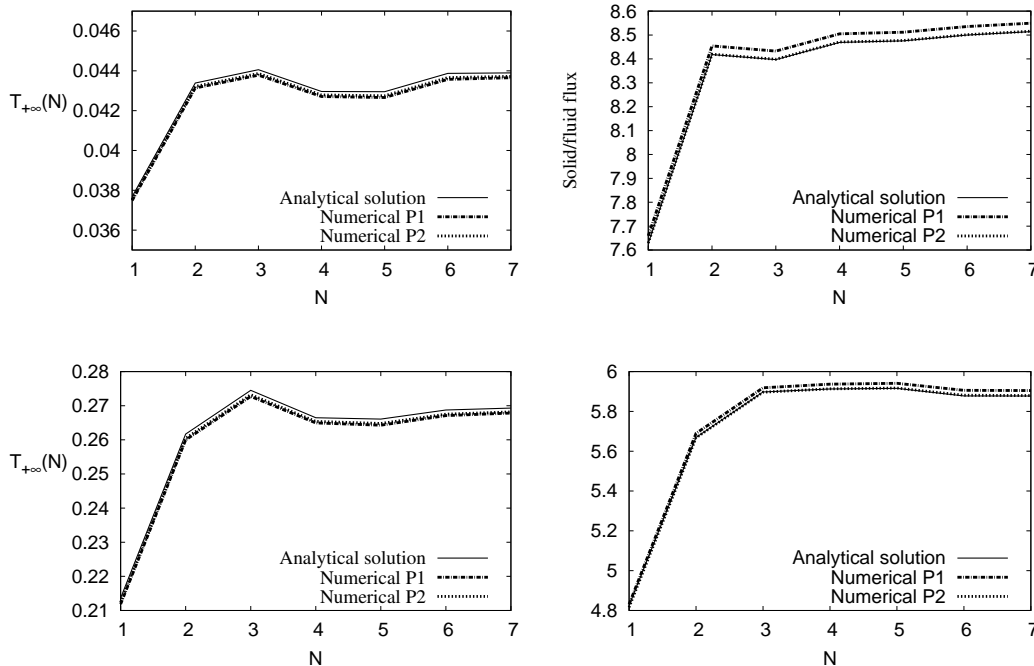 0.046
0.044
0.042
0.04
0.038
0.036
T+∞(N)
Analytical solution
Numerical P1
Numerical P2
1 2 3 4 5 6 7
N
8.6
8.5
8.4
8.3
8.2
8.1
8
7.9
7.8
7.7
7.6
Solid/fluid flux
Analytical solution
Numerical P1
Numerical P2
1 2 3 4 5 6 7
N
0.28
0.27
0.26
0.25
0.24
0.23
0.22
0.21
T+∞(N)
Analytical solution
Numerical P1
Numerical P2
1 2 3 4 5 6 7
N
6
5.8
5.6
5.4
5.2
5
4.8
Analytical solution
Numerical P1
Numerical P2
1 2 3 4 5 6 7
N